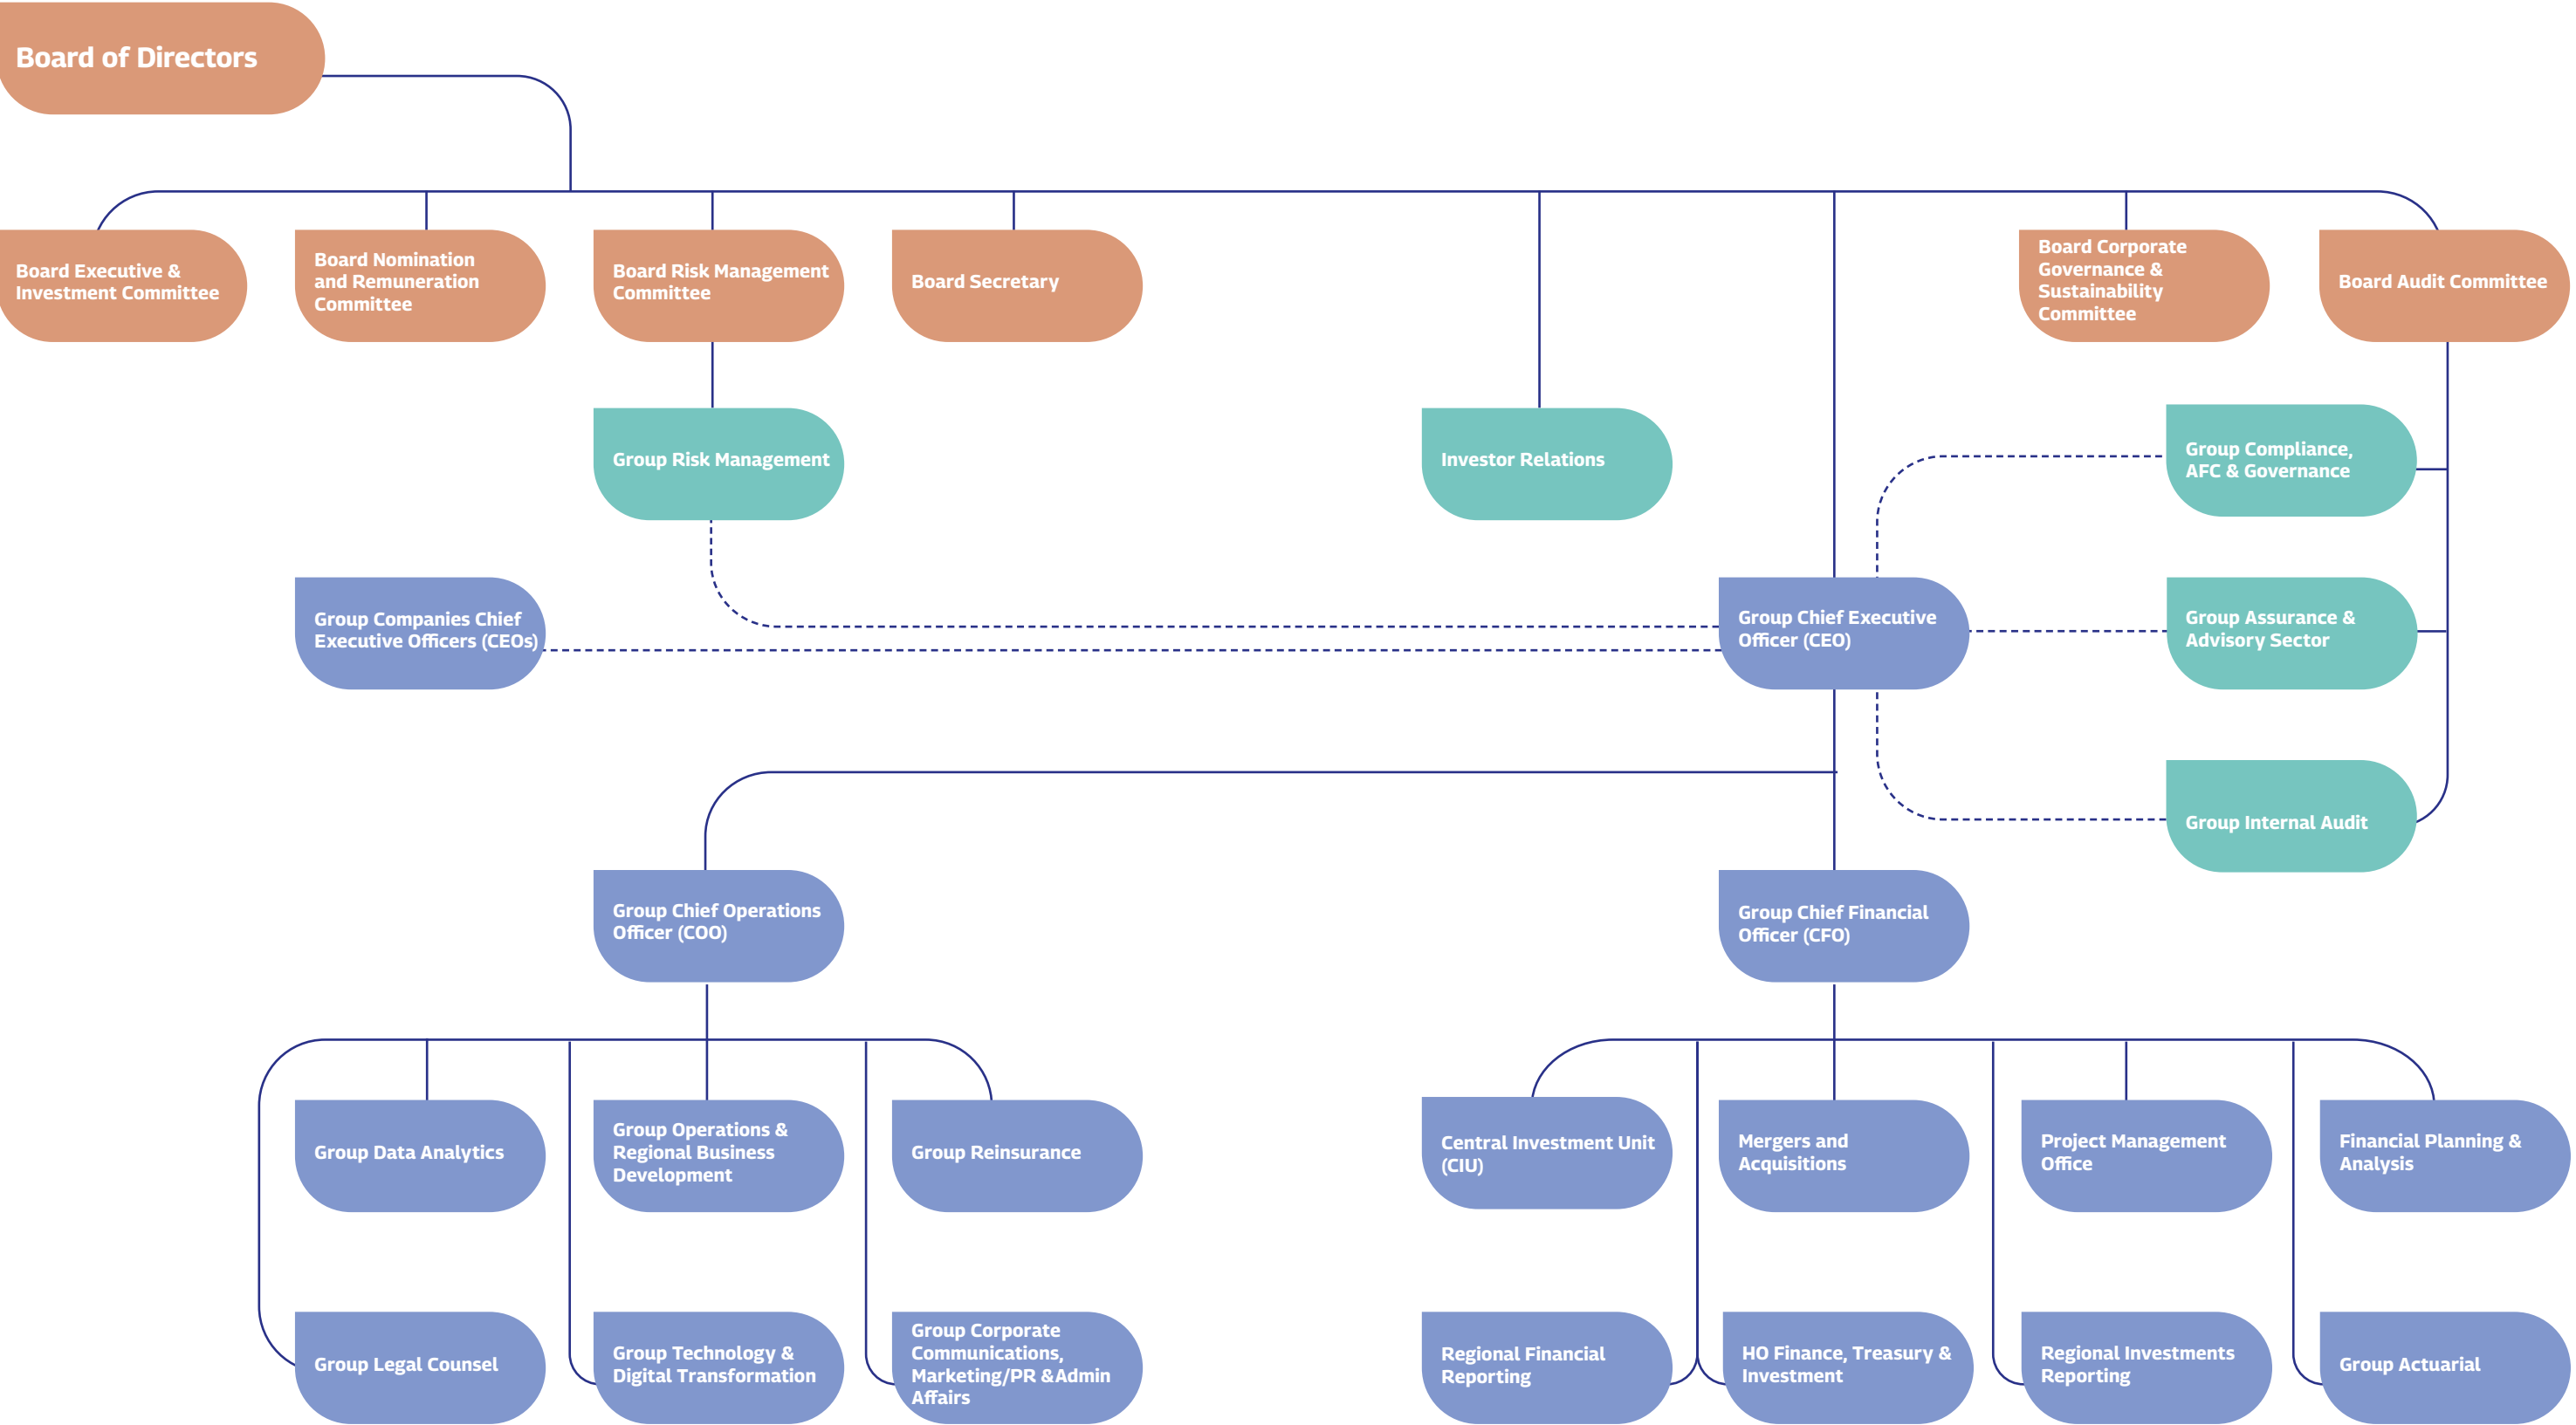 Board of Directors
Board Executive &
Investment Committee
Board Nomination
and Remuneration
Committee
Board Risk Management
Committee
Board Secretary
Board Corporate
Governance &
Sustainability
Committee
Board Audit Committee
Group Risk Management
Investor Relations
Group Compliance,
AFC & Governance
Group Companies Chief
Executive Officers (CEOs)
Group Chief Executive
Officer (CEO)
Group Assurance &
Advisory Sector
Group Internal Audit
Group Chief Operations
Officer (COO)
Group Chief Financial
Officer (CFO)
Group Data Analytics
Group Operations &
Regional Business
Development
Group Reinsurance
Central Investment Unit
(CIU)
Mergers and
Acquisitions
Project Management
Office
Financial Planning &
Analysis
Group Legal Counsel
Group Technology &
Digital Transformation
Group Corporate
Communications,
Marketing/PR &Admin
Affairs
Regional Financial
Reporting
HO Finance, Treasury &
Investment
Regional Investments
Reporting
Group Actuarial